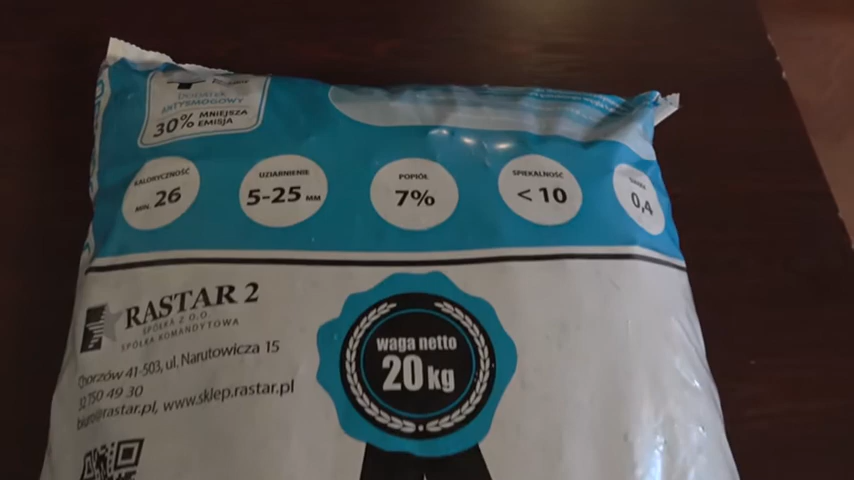 DODATEK
ANTYSMOGOWY
30% MNIEJSZA
EMISJA
KALORYCZNOŚĆ
MIN. 26
UZIARNIENIE
5-25 MM
POPIÓŁ
7%
SPIEKALNOŚĆ
< 10
0,4
RASTAR 2
SPÓŁKA Z O.O.
SPÓŁKA KOMANDYTOWA
Chorzów 41-503, ul. Narutowicza 15
32 750 49 30
biuro@rastar.pl, www.sklep.rastar.pl
waga netto
20 kg